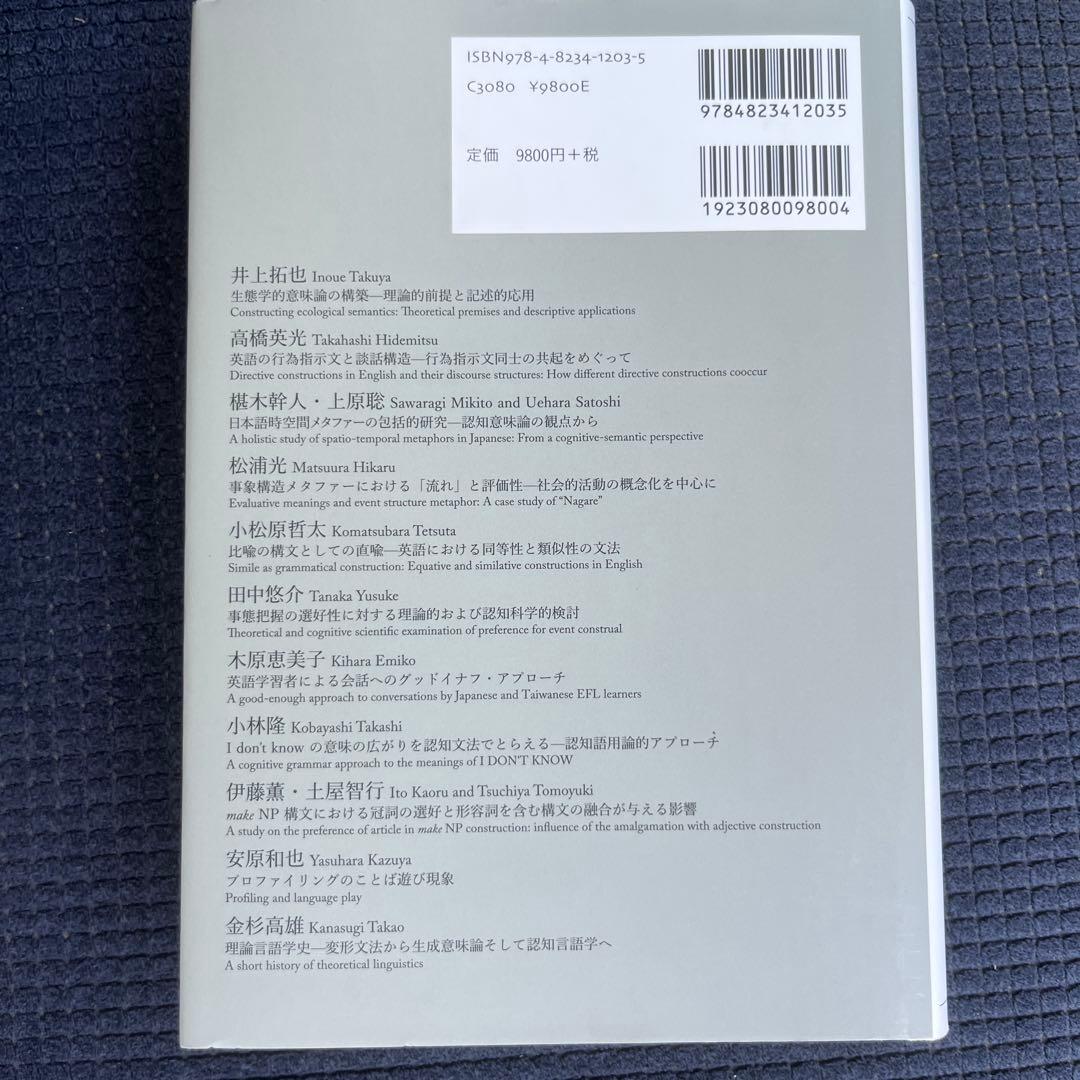 ISBN978-4-8234-1203-5
C3080 ¥9800E
9784823412035
定価 9800円+税
1923080098004
井上拓也 Inoue Takuya
生態学的意味論の構築—理論的前提と記述的応用
Constructing ecological semantics: Theoretical premises and descriptive applications
高橋英光 Takahashi Hidemitsu
英語の行為指示文と談話構造—行為指示文同士の共起をめぐって
Directive constructions in English and their discourse structures: How different directive constructions cooccur
椹木幹人・上原聡 Sawaragi Mikito and Uehara Satoshi
日本語時空間メタファーの包括的研究—認知意味論の観点から
A holistic study of spatio-temporal metaphors in Japanese: From a cognitive-semantic perspective
松浦光 Matsuura Hikaru
事象構造メタファーにおける「流れ」と評価性—社会的活動の概念化を中心に
Evaluative meanings and event structure metaphor: A case study of “Nagare”
小松原哲太 Komatsubara Tetsuta
比喩の構文としての直喩—英語における同等性と類似性の文法
Simile as grammatical construction: Equative and similative constructions in English
田中悠介 Tanaka Yusuke
事態把握の選好性に対する理論的および認知科学的検討
Theoretical and cognitive scientific examination of preference for event construal
木原恵美子 Kihara Emiko
英語学習者による会話へのグッドイナフ・アプローチ
A good-enough approach to conversations by Japanese and Taiwanese EFL learners
小林隆 Kobayashi Takashi
I don't know の意味の広がりを認知文法でとらえる—認知語用論的アプローチ
A cognitive grammar approach to the meanings of I DON'T KNOW
伊藤薫・土屋智行 Ito Kaoru and Tsuchiya Tomoyuki
make NP 構文における冠詞の選好と形容詞を含む構文の融合が与える影響
A study on the preference of article in make NP construction: influence of the amalgamation with adjective construction
安原和也 Yasuhara Kazuya
プロファイリングのことば遊び現象
Profiling and language play
金杉高雄 Kanasugi Takao
理論言語学史—変形文法から生成意味論そして認知言語学へ
A short history of theoretical linguistics